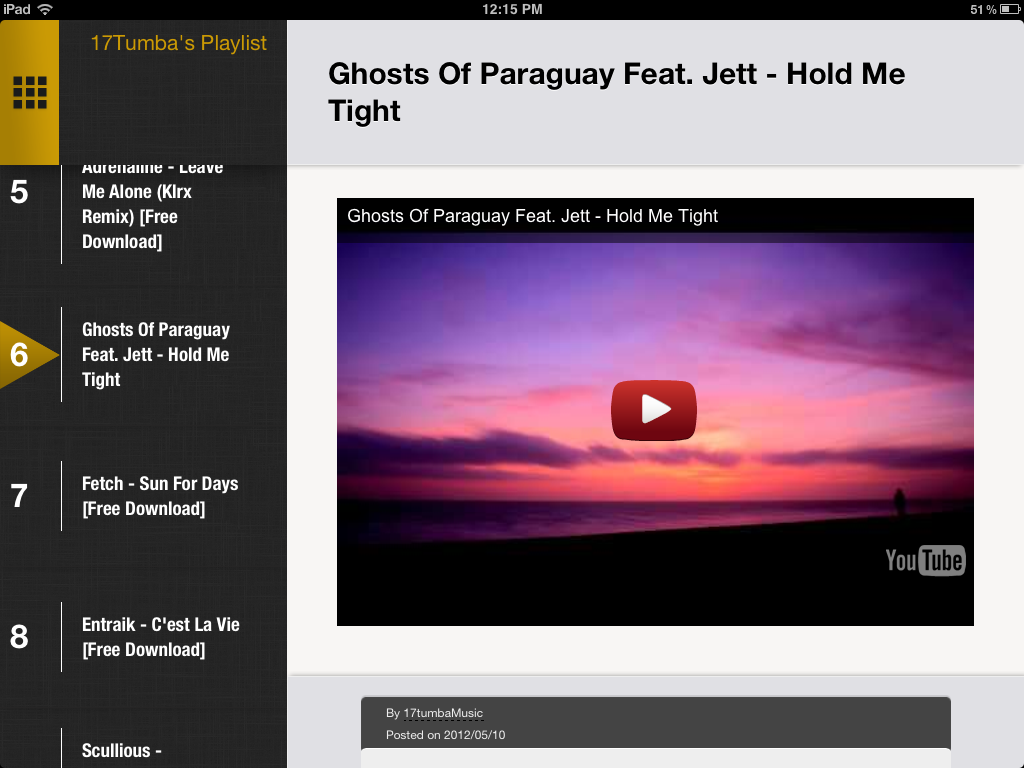 iPad 12:15 PM 51%
17Tumba's Playlist
Ghosts Of Paraguay Feat. Jett - Hold Me
Tight
5
Adrenaline - Leave
Me Alone (Klrx
Remix) [Free
Download]
6
Ghosts Of Paraguay
Feat. Jett - Hold Me
Tight
7
Fetch - Sun For Days
[Free Download]
8
Entraik - C'est La Vie
[Free Download]
Scullious -
Ghosts Of Paraguay Feat. Jett - Hold Me Tight
YouTube
By 17tumbaMusic
Posted on 2012/05/10